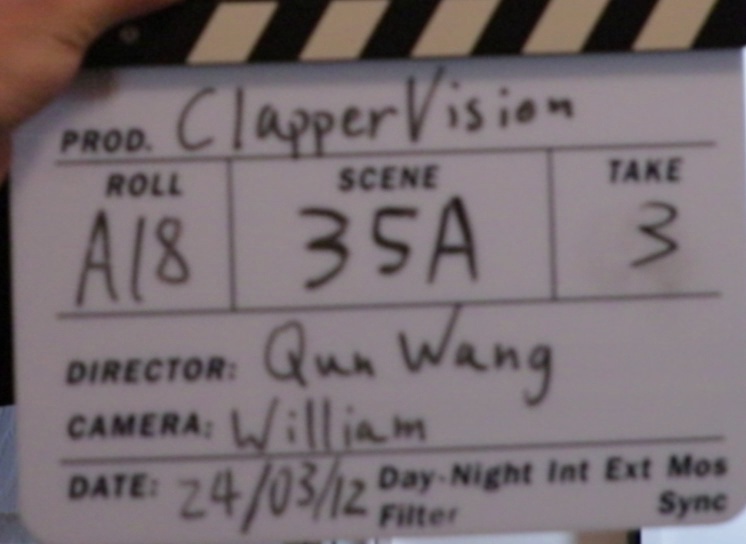 PROD. ClapperVision
ROLL SCENE TAKE
A18 35A 3
DIRECTOR: Qun Wang
CAMERA: William
DATE: 24/03/12 Day-Night Int Ext Mos
Filter Sync